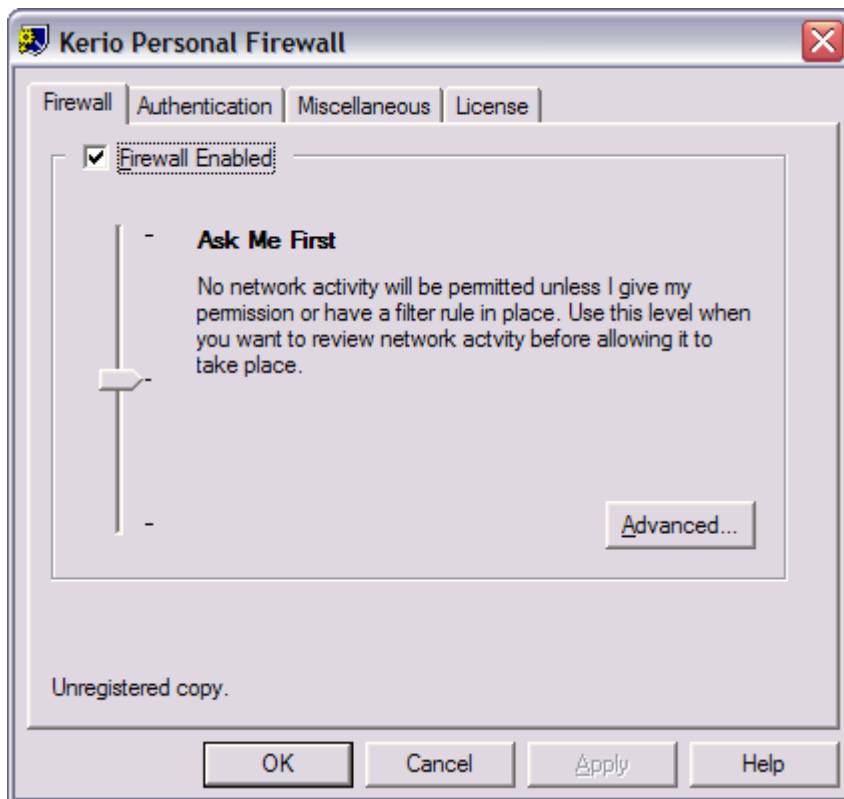 Kerio Personal Firewall
Firewall Authentication Miscellaneous License
Firewall Enabled
Ask Me First
No network activity will be permitted unless I give my
permission or have a filter rule in place. Use this level when
you want to review network actvity before allowing it to
take place.
Advanced...
Unregistered copy.
OK Cancel Apply Help